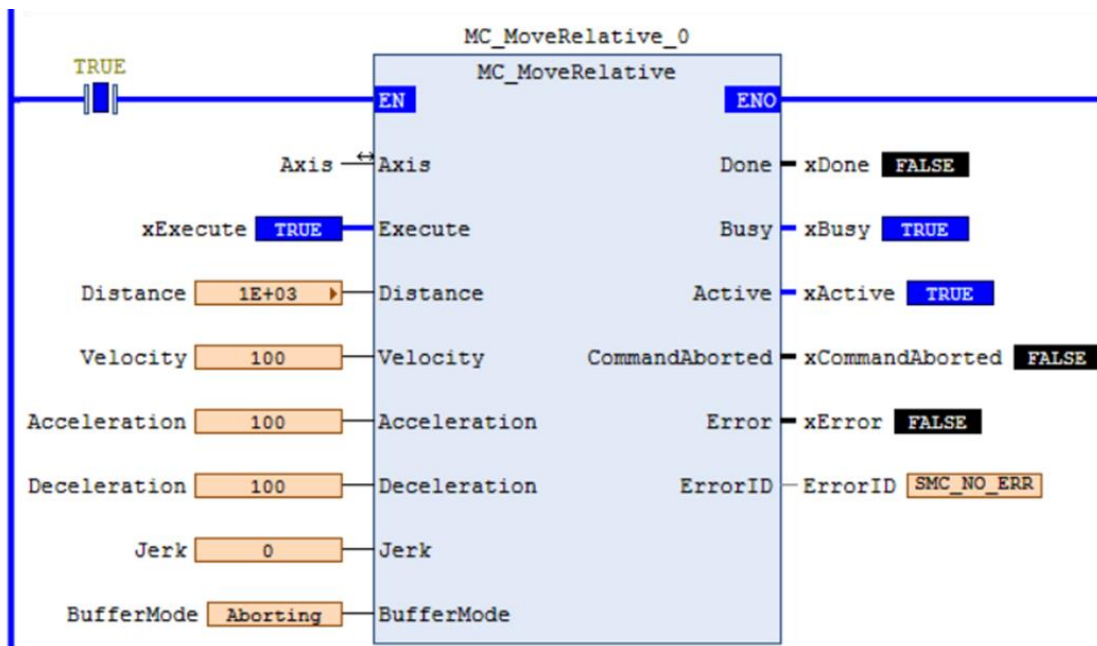 MC_MoveRelative_0
TRUE MC_MoveRelative
EN ENO
Axis Axis Done xDone FALSE
xExecute TRUE Execute Busy xBusy TRUE
Distance 1E+03 Distance Active xActive TRUE
Velocity 100 Velocity CommandAborted xCommandAborted FALSE
Acceleration 100 Acceleration Error xError FALSE
Deceleration 100 Deceleration ErrorID ErrorID SMC_NO_ERR
Jerk 0 Jerk
BufferMode Aborting BufferMode